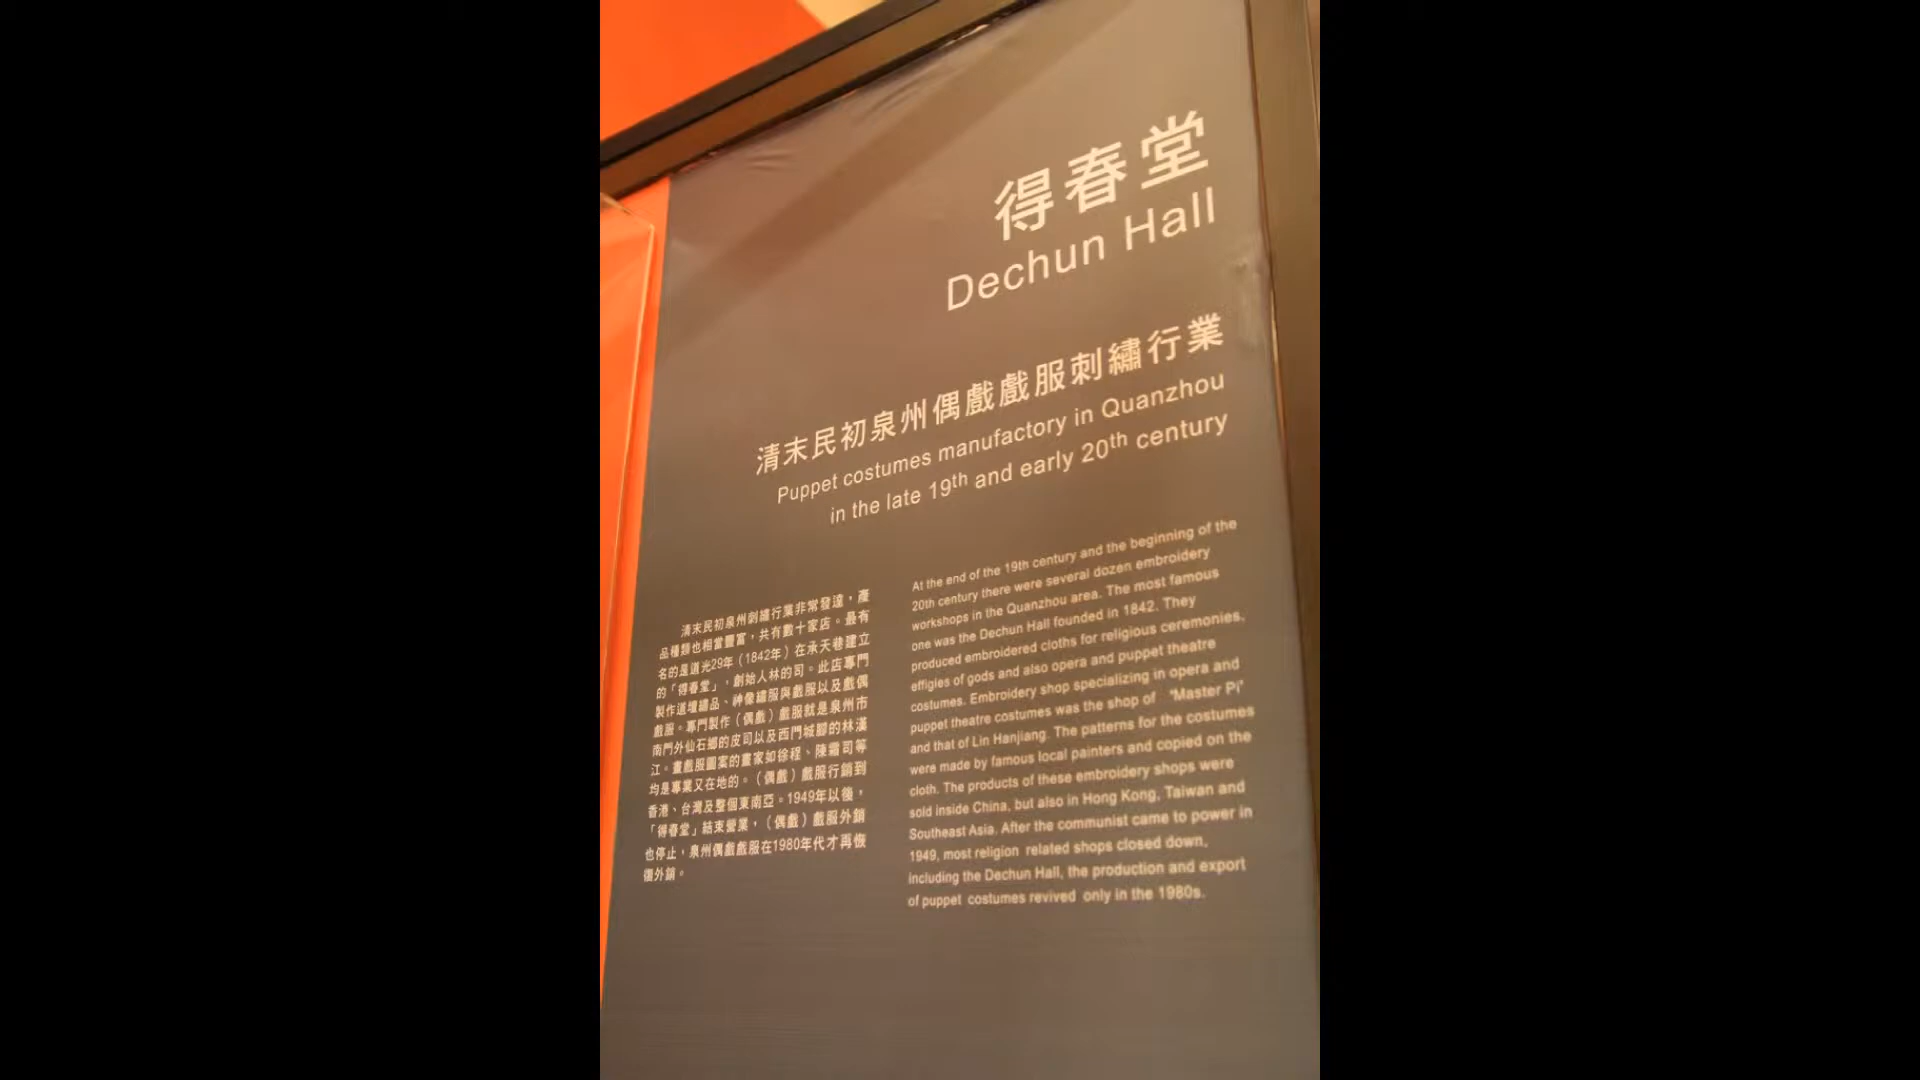 得春堂
Dechun Hall
清末民初泉州偶戲戲服刺繡行業
Puppet costumes manufactory in Quanzhou
in the late 19th and early 20th century
清末民初泉州刺繡行業非常發達，產
品種類也相當豐富，共有數十家店。最有
名的是道光29年（1842年）在承天巷建立
的「得春堂」，創始人林的司。此店專門
製作道壇繡品、神像繡服與戲服以及戲偶
戲服。專門製作（偶戲）戲服就是泉州市
南門外仙石鄉的皮司以及西門城腳的林漢
江。畫戲服圖案的畫家如徐程、陳霜司等
均是專業又在地的。（偶戲）戲服行銷到
香港、台灣及整個東南亞。1949年以後，
「得春堂」結束營業，（偶戲）戲服外銷
也停止，泉州偶戲戲服在1980年代才再恢
復外銷。
At the end of the 19th century and the beginning of the
20th century there were several dozen embroidery
workshops in the Quanzhou area. The most famous
one was the Dechun Hall founded in 1842. They
produced embroidered cloths for religious ceremonies,
effigies of gods and also opera and puppet theatre
costumes. Embroidery shop specializing in opera and
puppet theatre costumes was the shop of "Master Pi"
and that of Lin Hanjiang. The patterns for the costumes
were made by famous local painters and copied on the
cloth. The products of these embroidery shops were
sold inside China, but also in Hong Kong, Taiwan and
Southeast Asia. After the communist came to power in
1949, most religion related shops closed down,
including the Dechun Hall, the production and export
of puppet costumes revived only in the 1980s.